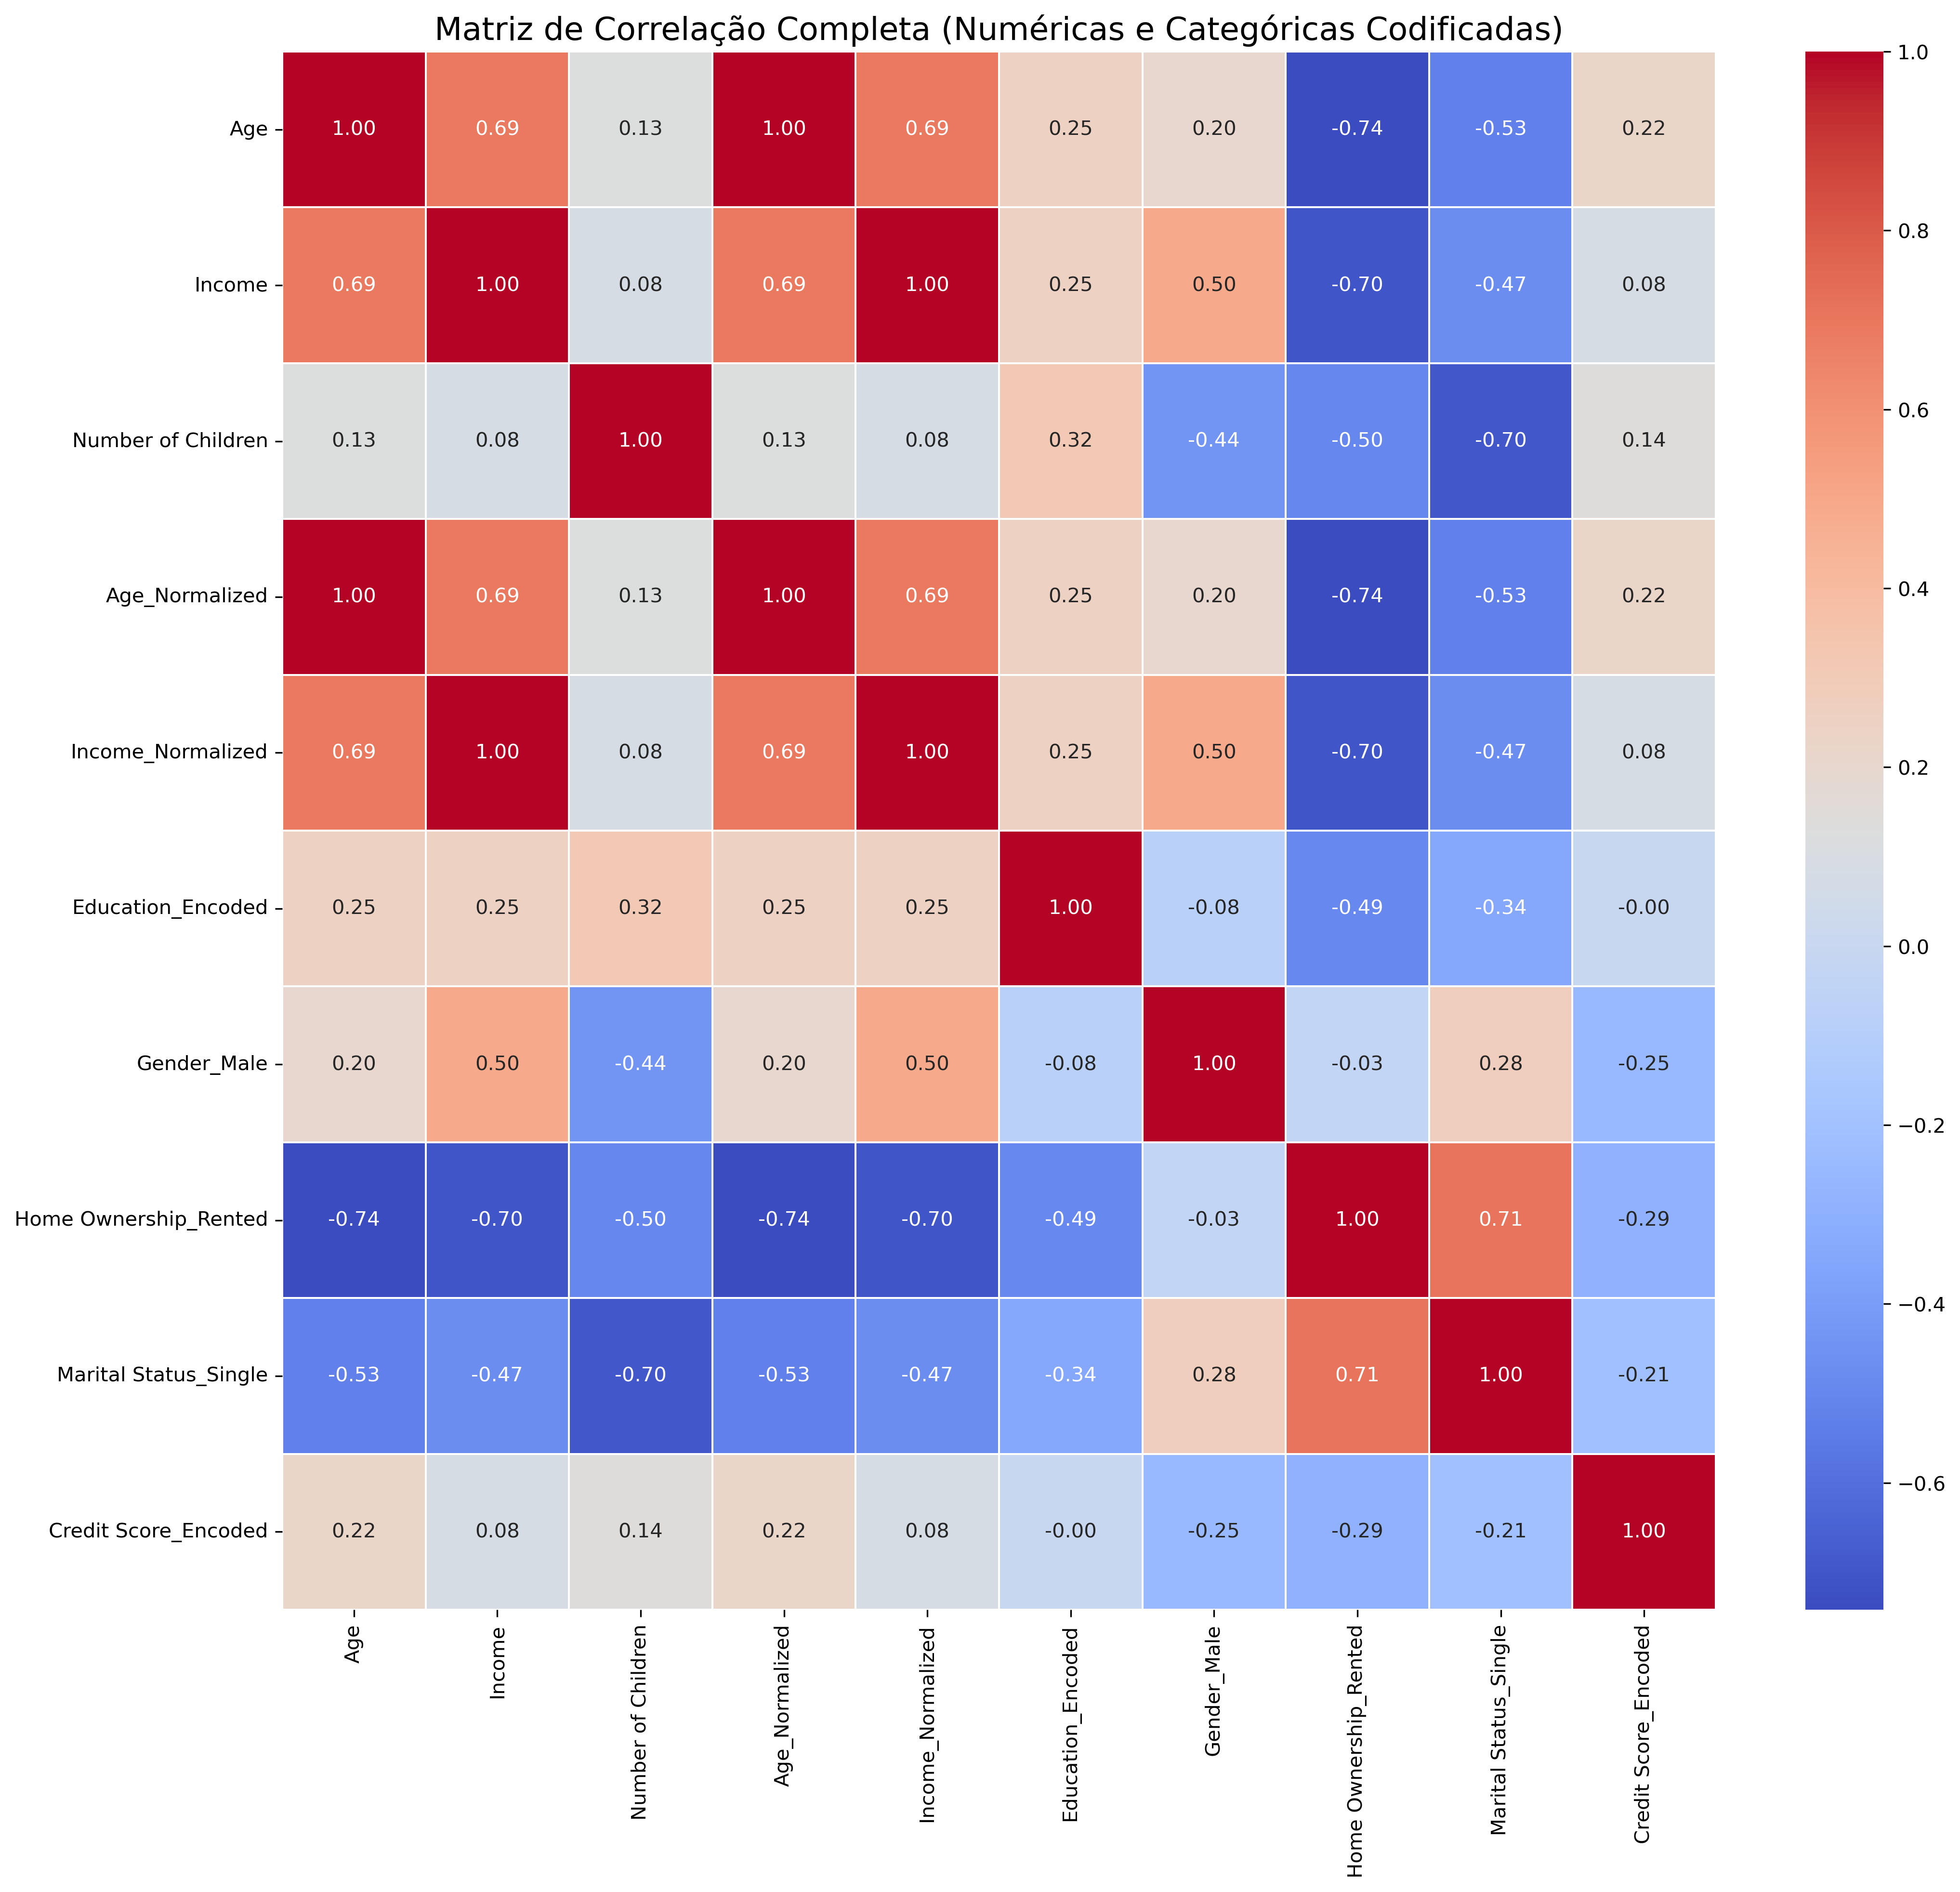 Matriz de Correlação Completa (Numéricas e Categóricas Codificadas)
Age 1.00 0.69 0.13 1.00 0.69 0.25 0.20 -0.74 -0.53 0.22
Income 0.69 1.00 0.08 0.69 1.00 0.25 0.50 -0.70 -0.47 0.08
Number of Children 0.13 0.08 1.00 0.13 0.08 0.32 -0.44 -0.50 -0.70 0.14
Age_Normalized 1.00 0.69 0.13 1.00 0.69 0.25 0.20 -0.74 -0.53 0.22
Income_Normalized 0.69 1.00 0.08 0.69 1.00 0.25 0.50 -0.70 -0.47 0.08
Education_Encoded 0.25 0.25 0.32 0.25 0.25 1.00 -0.08 -0.49 -0.34 -0.00
Gender_Male 0.20 0.50 -0.44 0.20 0.50 -0.08 1.00 -0.03 0.28 -0.25
Home Ownership_Rented -0.74 -0.70 -0.50 -0.74 -0.70 -0.49 -0.03 1.00 0.71 -0.29
Marital Status_Single -0.53 -0.47 -0.70 -0.53 -0.47 -0.34 0.28 0.71 1.00 -0.21
Credit Score_Encoded 0.22 0.08 0.14 0.22 0.08 -0.00 -0.25 -0.29 -0.21 1.00
Age
Income
Number of Children
Age_Normalized
Income_Normalized
Education_Encoded
Gender_Male
Home Ownership_Rented
Marital Status_Single
Credit Score_Encoded
1.0
0.8
0.6
0.4
0.2
0.0
−0.2
−0.4
−0.6